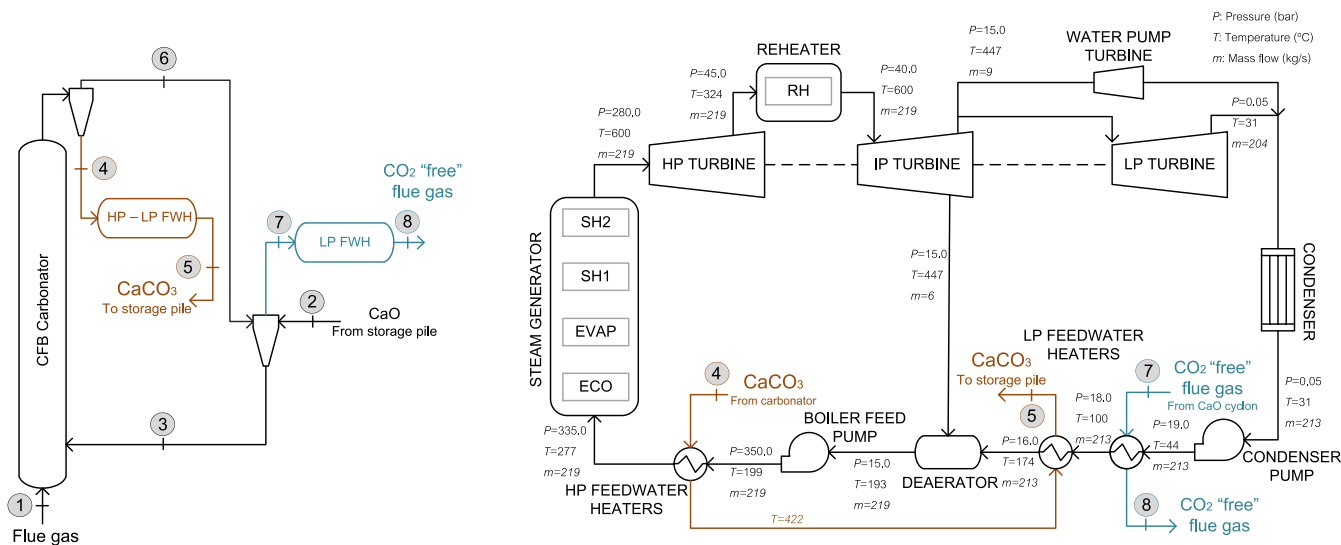 6
4
CO2 "free"
flue gas
HP – LP FWH
7
8
LP FWH
5
CaCO3
To storage pile
2
CaO
From storage pile
CFB Carbonator
3
1
Flue gas
P: Pressure (bar)
T: Temperature (ºC)
m: Mass flow (kg/s)
P=15.0
T=447
m=9
WATER PUMP
TURBINE
REHEATER
RH
P=45.0
T=324
m=219
P=40.0
T=600
m=219
P=280,0
T=600
m=219
P=0.05
T=31
m=204
HP TURBINE
IP TURBINE
LP TURBINE
STEAM GENERATOR
SH2
SH1
EVAP
ECO
P=15.0
T=447
m=6
CONDENSER
LP FEEDWATER
HEATERS
4
CaCO3
From carbonator
CaCO3
To storage pile
5
7
CO2 "free"
flue gas
From CaO cyclon
P=0,05
T=31
m=213
P=18.0
T=100
m=213
P=19.0
T=44
m=213
CONDENSER
PUMP
P=16.0
T=174
m=213
BOILER FEED
PUMP
P=335.0
T=277
m=219
P=350.0
T=199
m=219
P=15.0
T=193
m=219
DEAERATOR
HP FEEDWATER
HEATERS
T=422
8
CO2 "free"
flue gas